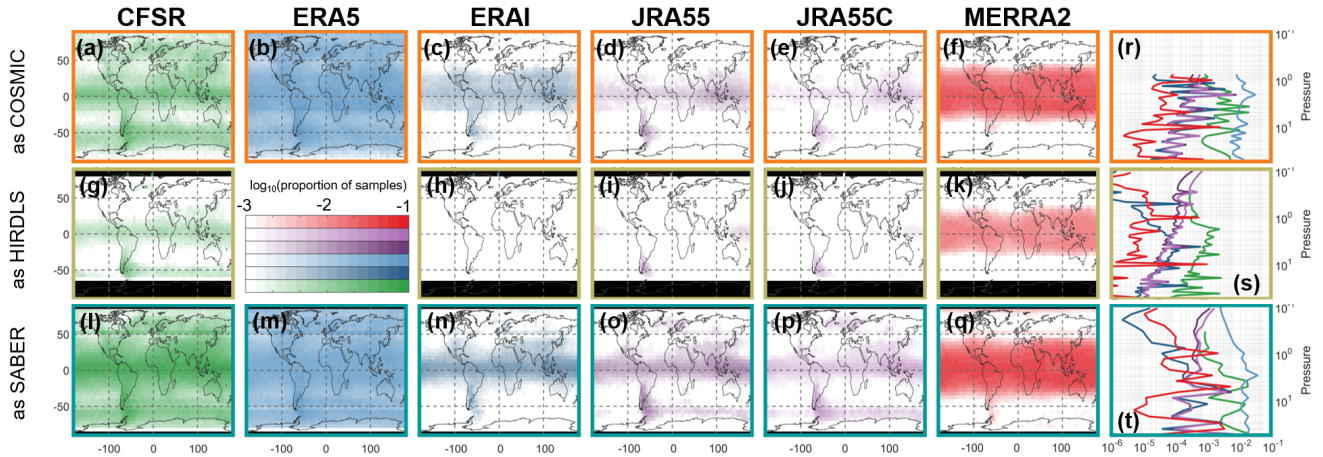 CFSR ERA5 ERAI JRA55 JRA55C MERRA2
as COSMIC
(a) (b) (c) (d) (e) (f) (r)
50
0
-50
10⁻¹
10⁰
10¹
Pressure
as HIRDLS
(g) (h) (i) (j) (k) (s)
log₁₀(proportion of samples)
-3 -2 -1
50
0
-50
10⁻¹
10⁰
10¹
Pressure
as SABER
(l) (m) (n) (o) (p) (q) (t)
50
0
-50
10⁻¹
10⁰
10¹
Pressure
-100 0 100 -100 0 100 -100 0 100 -100 0 100 -100 0 100 -100 0 100 10⁻⁶ 10⁻⁵ 10⁻⁴ 10⁻³ 10⁻² 10⁻¹